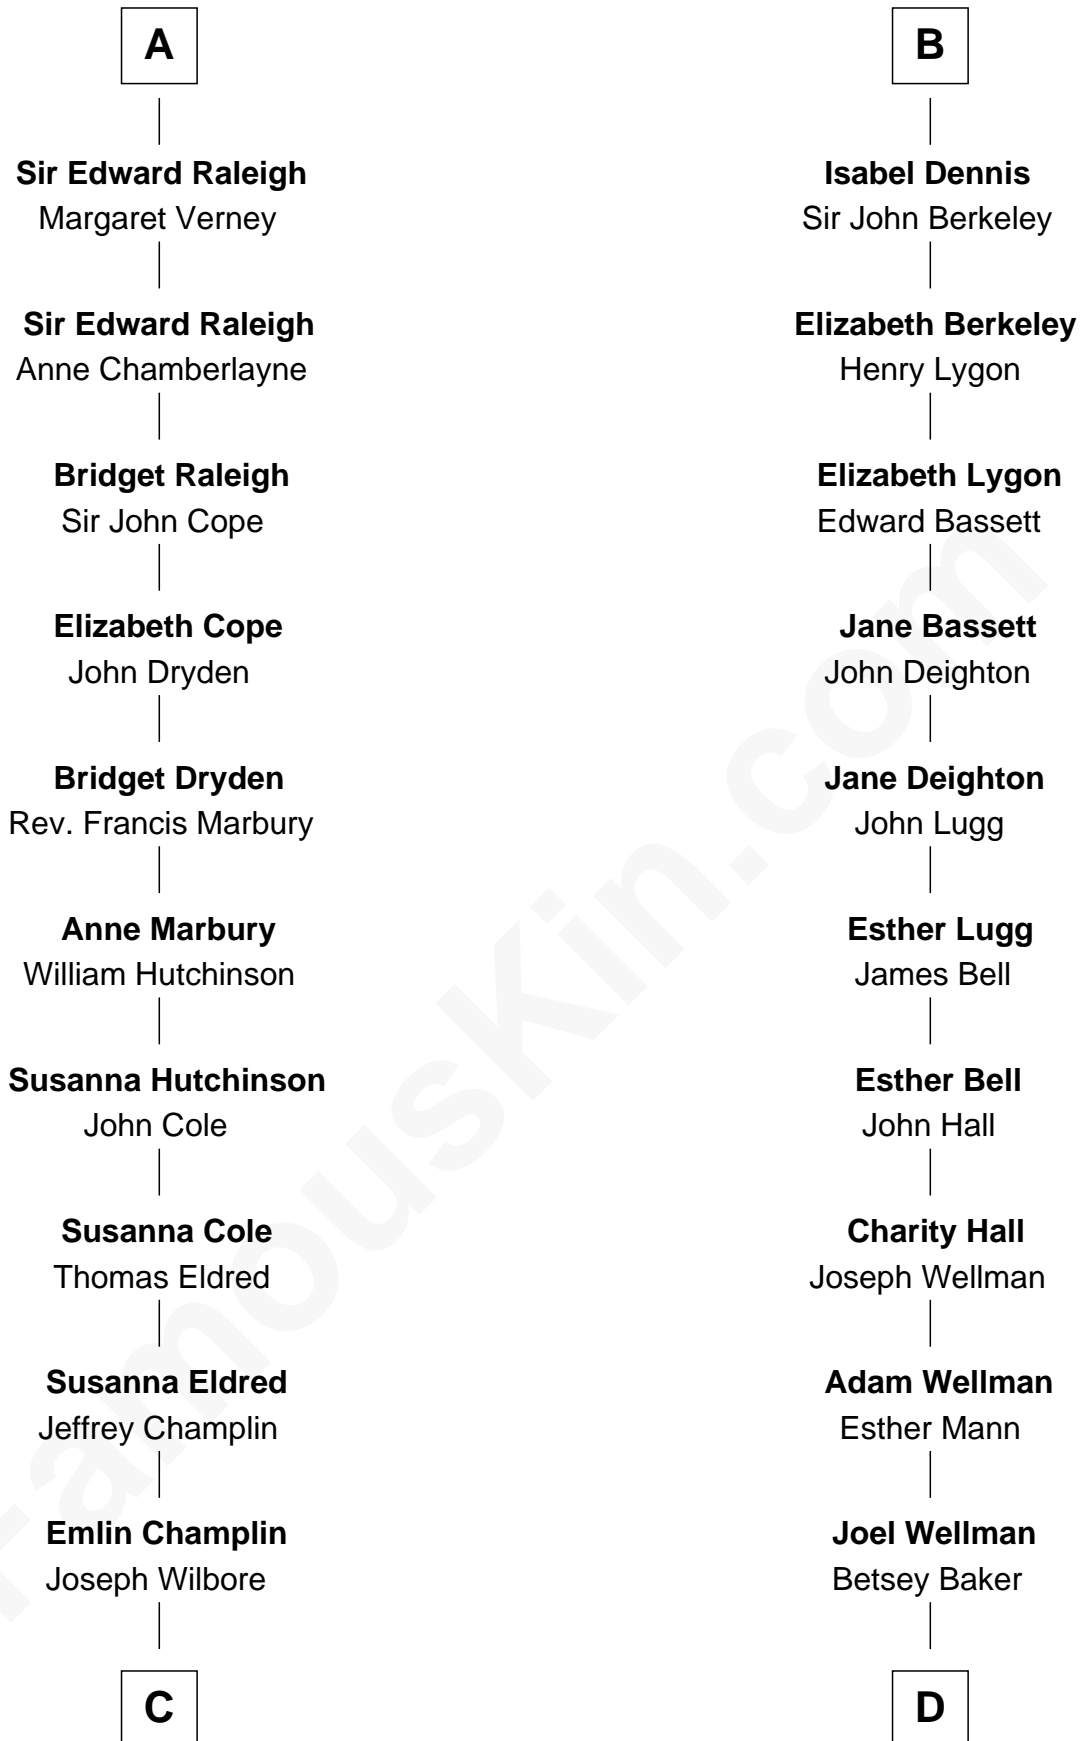 A
Sir Edward Raleigh
Margaret Verney
Sir Edward Raleigh
Anne Chamberlayne
Bridget Raleigh
Sir John Cope
Elizabeth Cope
John Dryden
Bridget Dryden
Rev. Francis Marbury
Anne Marbury
William Hutchinson
Susanna Hutchinson
John Cole
Susanna Cole
Thomas Eldred
Susanna Eldred
Jeffrey Champlin
Emlin Champlin
Joseph Wilbore
C
B
Isabel Dennis
Sir John Berkeley
Elizabeth Berkeley
Henry Lygon
Elizabeth Lygon
Edward Bassett
Jane Bassett
John Deighton
Jane Deighton
John Lugg
Esther Lugg
James Bell
Esther Bell
John Hall
Charity Hall
Joseph Wellman
Adam Wellman
Esther Mann
Joel Wellman
Betsey Baker
D
FamousKin.com